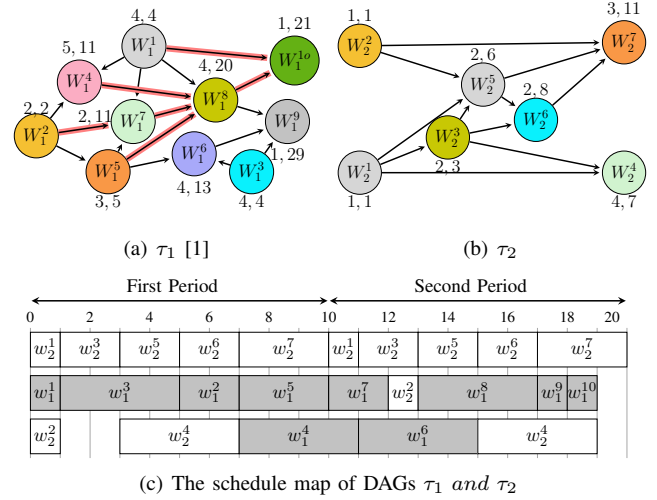 4, 4
1, 21
1, 1
3, 11
5, 11
W_1^1
W_1^{1o}
W_2^2
W_2^7
2, 6
W_1^4
4, 20
W_2^5
2, 8
2, 2
2, 11
W_1^8
W_1^2
W_1^7
W_1^9
W_2^6
W_2^3
W_1^5
W_1^6
W_1^3
1, 29
W_2^1
2, 3
W_2^4
3, 5
4, 13
4, 4
1, 1
4, 7
(a) τ_1 [1]
(b) τ_2
First Period
Second Period
0 2 4 6 8 10 12 14 16 18 20
w_2^1 w_2^3 w_2^5 w_2^6 w_2^7 w_2^1 w_2^3 w_2^5 w_2^6 w_2^7
w_1^1 w_1^3 w_1^2 w_1^5 w_1^7 w_2^2 w_1^8 w_1^9 w_1^{10}
w_2^2 w_2^4 w_1^4 w_1^6 w_2^4
(c) The schedule map of DAGs τ_1 and τ_2